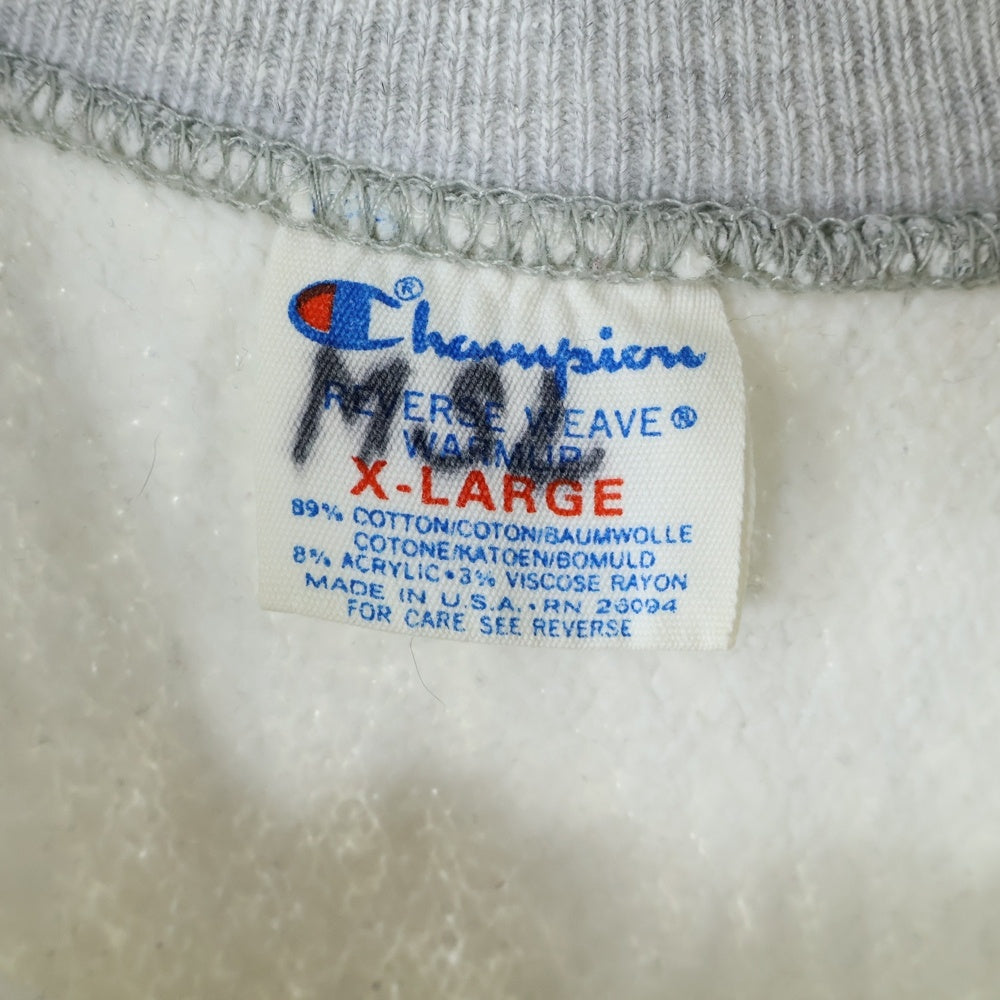 Champion®
MSL
REVERSE WEAVE®
WARMUP
X-LARGE
89% COTTON/COTON/BAUMWOLLE
COTONE/KATOEN/BOMULD
8% ACRYLIC•3% VISCOSE RAYON
MADE IN U.S.A. • RN 26094
FOR CARE SEE REVERSE